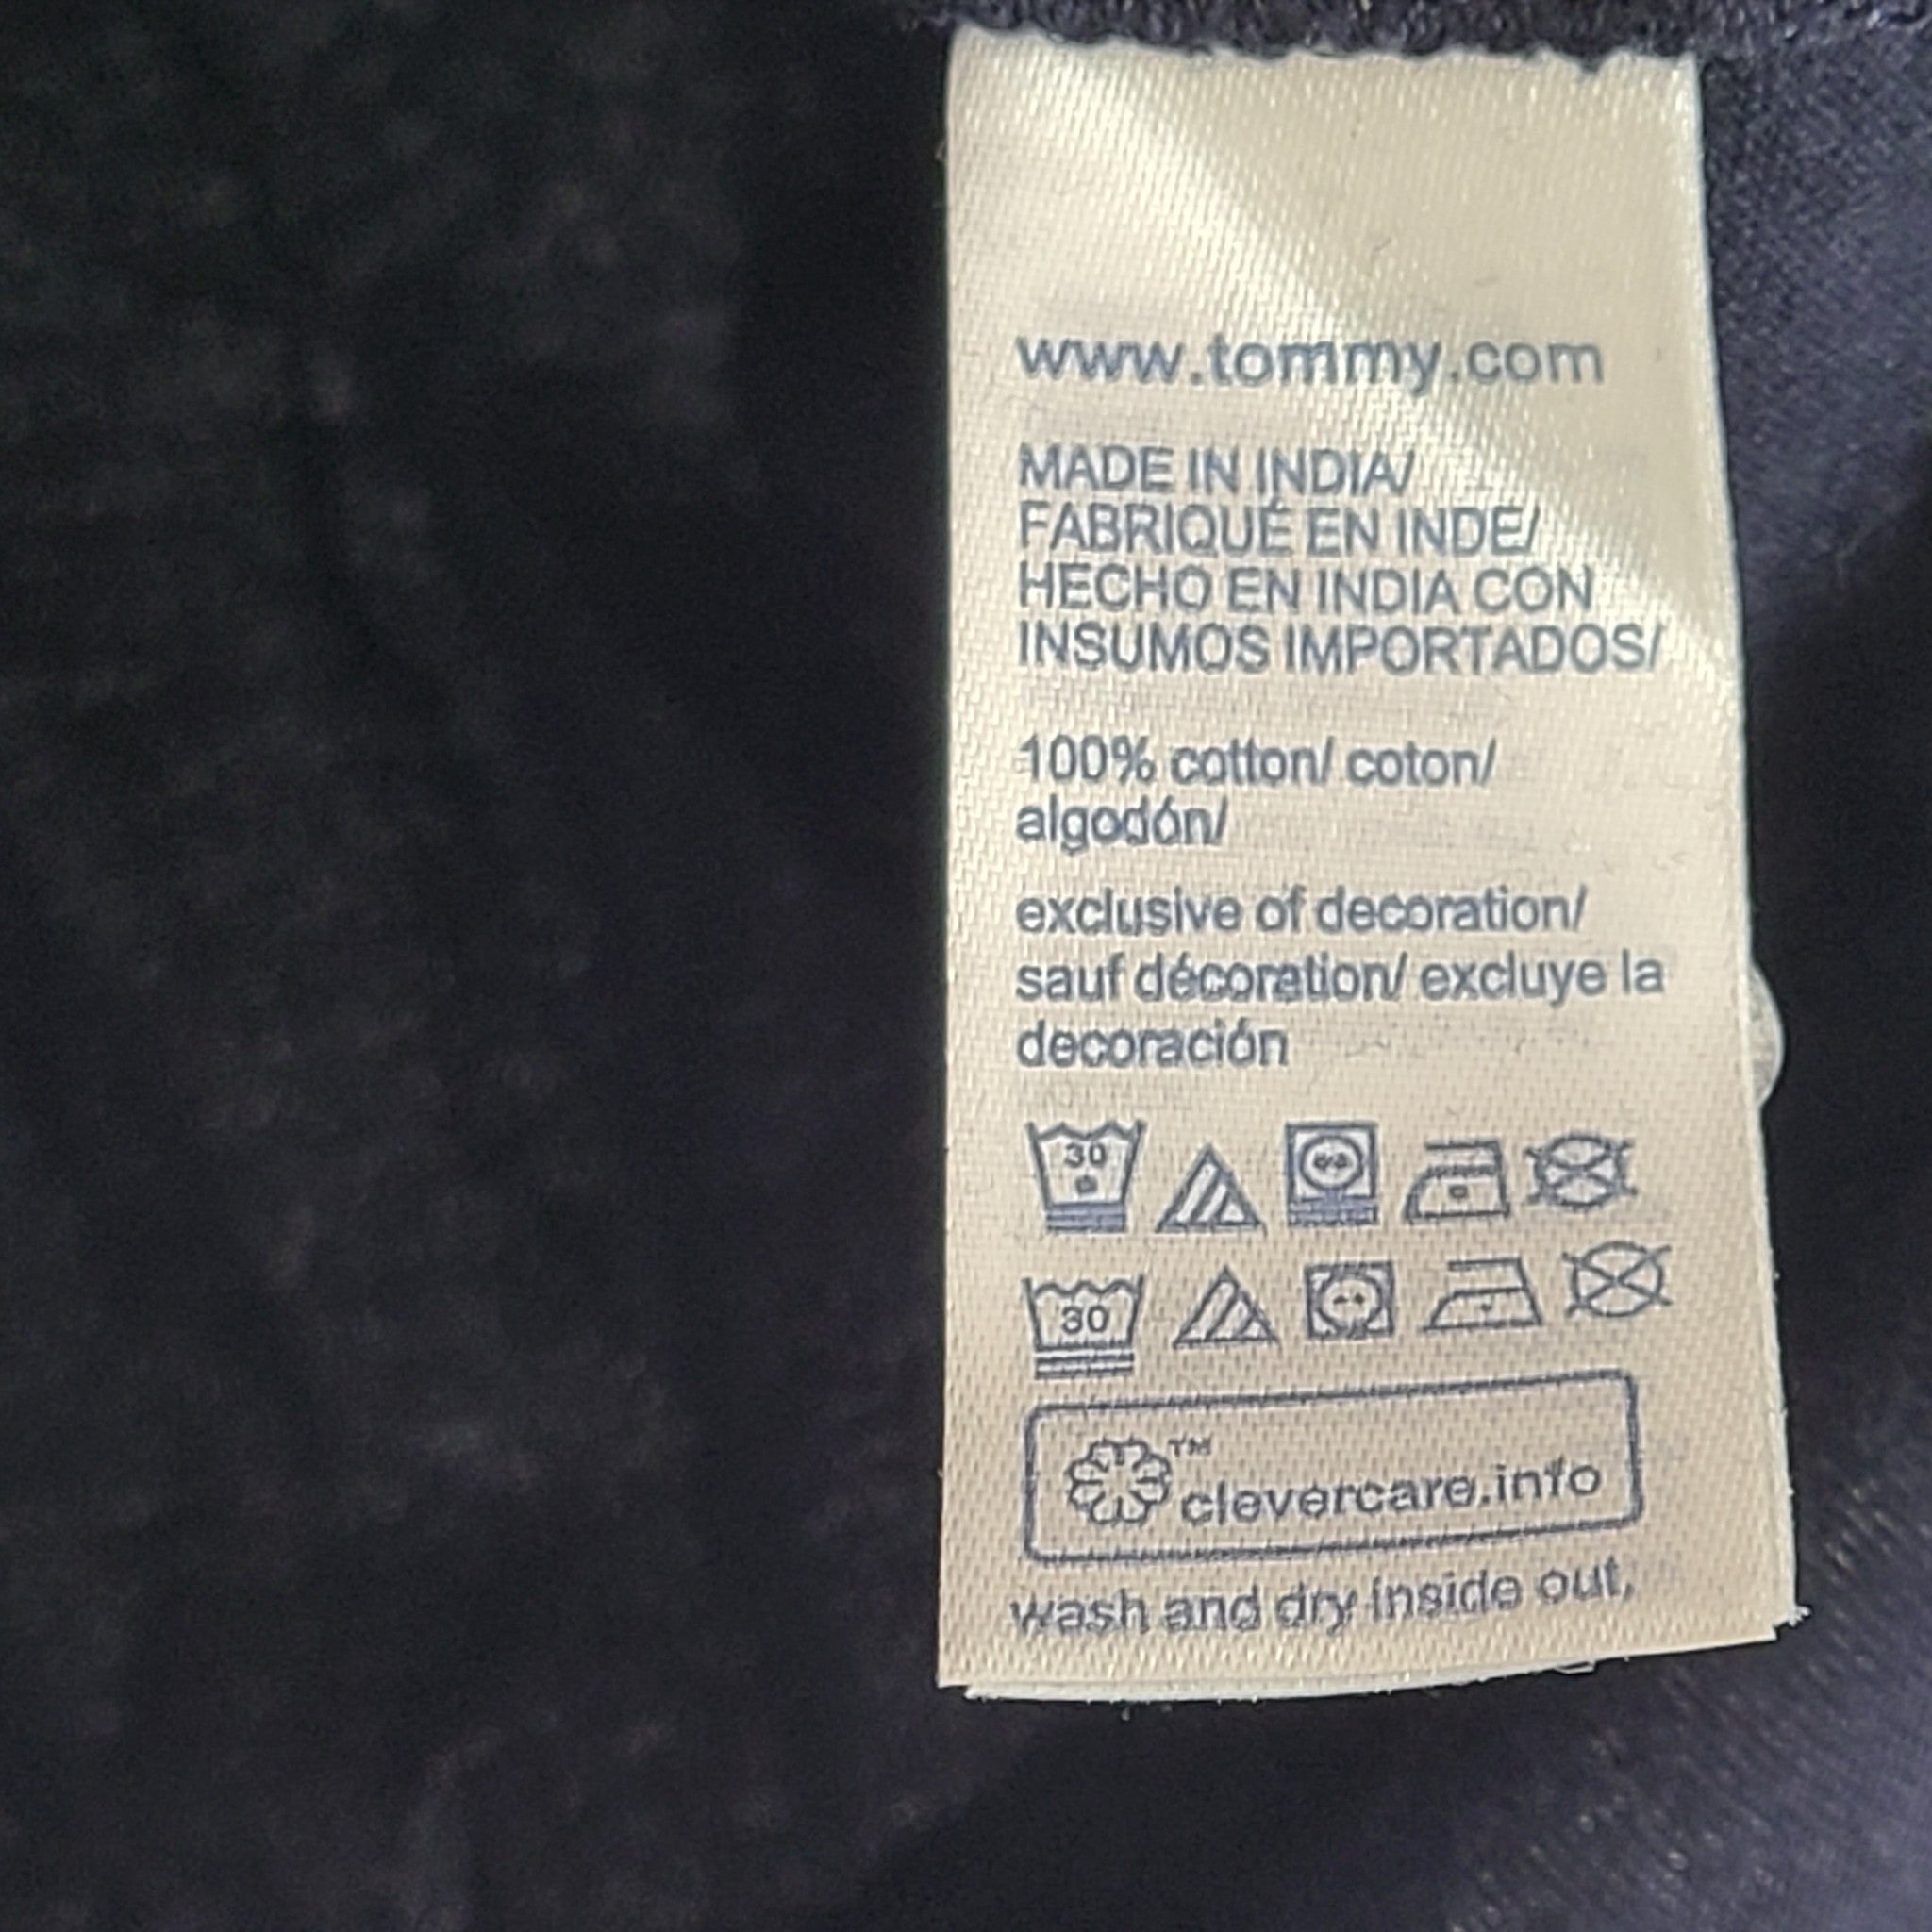 www.tommy.com
MADE IN INDIA/
FABRIQUÉ EN INDE/
HECHO EN INDIA CON
INSUMOS IMPORTADOS/
100% cotton/ coton/
algodón/
exclusive of decoration/
sauf décoration/ excluye la
decoración
30
30
™ clevercare.info
wash and dry inside out,